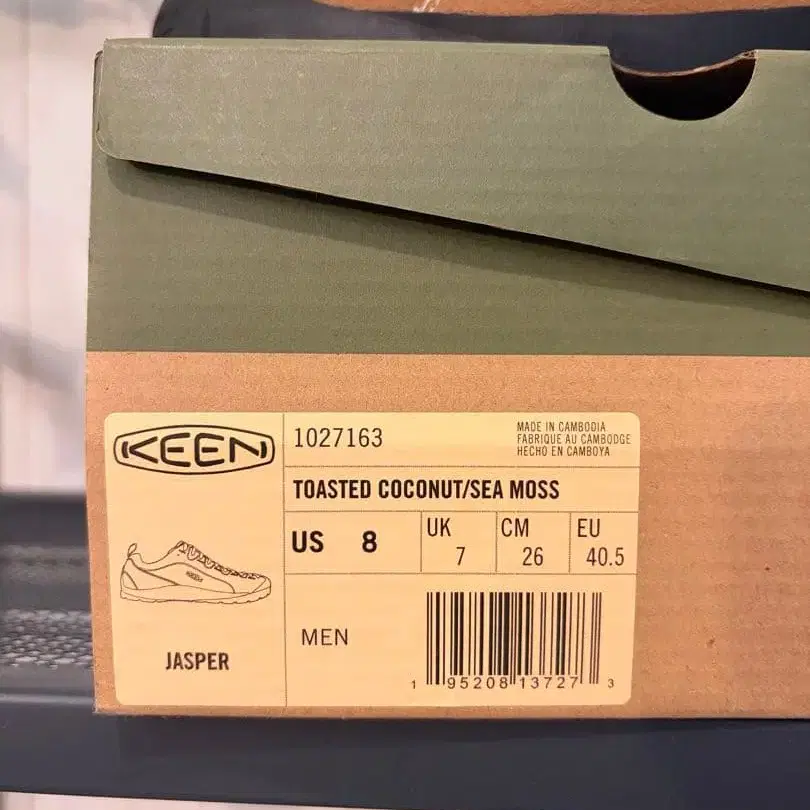 KEEN
1027163
MADE IN CAMBODIA
FABRIQUE AU CAMBODGE
HECHO EN CAMBOYA
TOASTED COCONUT/SEA MOSS
US 8
UK 7
CM 26
EU 40.5
KEEN
JASPER
MEN
1 95208 13727 3